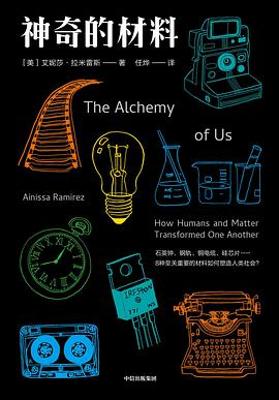 神奇的材料
[美] 艾妮莎·拉米雷斯——著 任烨——译
The Alchemy
of Us
Ainissa Ramirez
How Humans and Matter
Transformed One Another
石英钟、钢轨、铜电缆、硅芯片……
8种至关重要的材料如何塑造人类社会?
IRF5904
中信出版集团